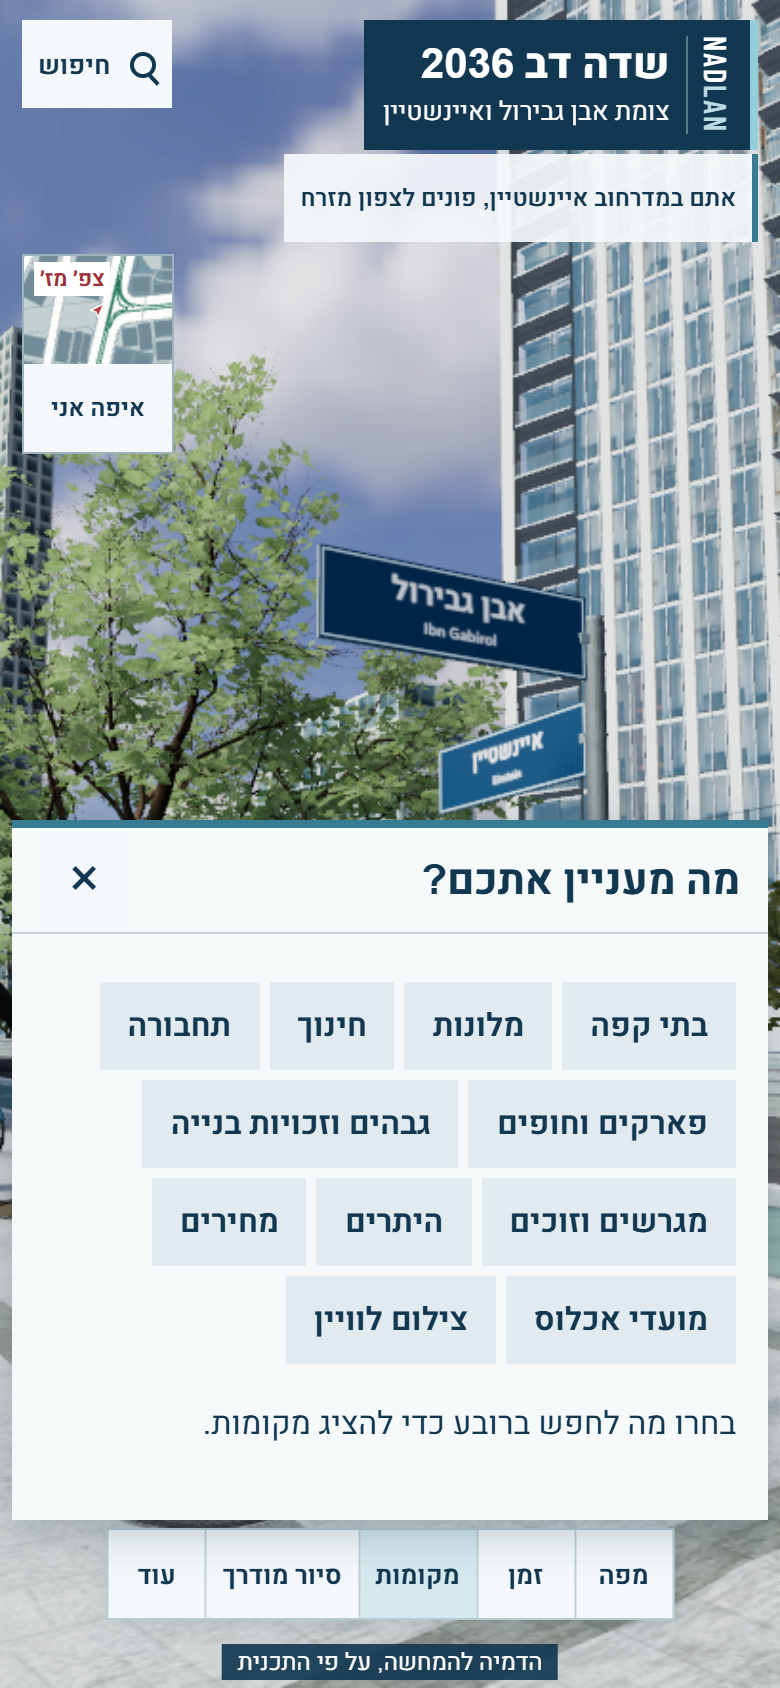 NADLAN
שדה דב 2036
צומת אבן גבירול ואיינשטיין
חיפוש
אתם במדרחוב איינשטיין, פונים לצפון מזרח
צפ׳ מז׳
איפה אני
אבן גבירול
Ibn Gabirol
איינשטיין
Einstein
מה מעניין אתכם?
בתי קפה
מלונות
חינוך
תחבורה
פארקים וחופים
גבהים וזכויות בנייה
מגרשים וזוכים
היתרים
מחירים
מועדי אכלוס
צילום לוויין
בחרו מה לחפש ברובע כדי להציג מקומות.
מפה
זמן
מקומות
סיור מודרך
עוד
הדמיה להמחשה, על פי התכנית